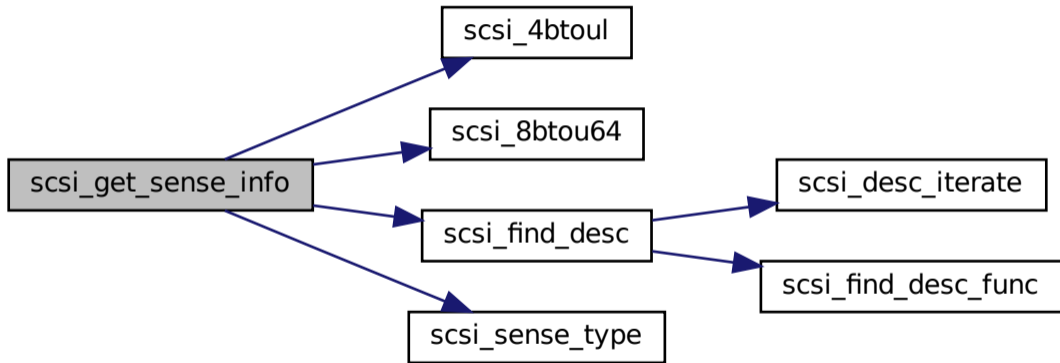 scsi_4btoul
scsi_8btou64
scsi_get_sense_info
scsi_desc_iterate
scsi_find_desc
scsi_find_desc_func
scsi_sense_type